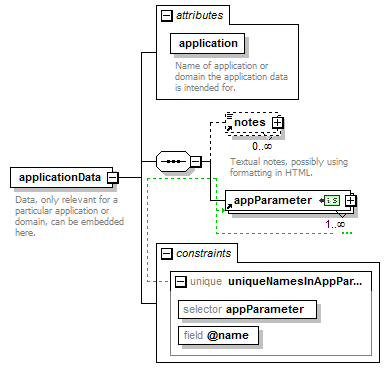 attributes
application
Name of application or
domain the application data
is intended for.
notes
0..∞
Textual notes, possibly using
formatting in HTML.
applicationData
Data, only relevant for a
particular application or
domain, can be embedded
here.
appParameter
1..∞
constraints
unique uniqueNamesInAppPar...
selector appParameter
field @name